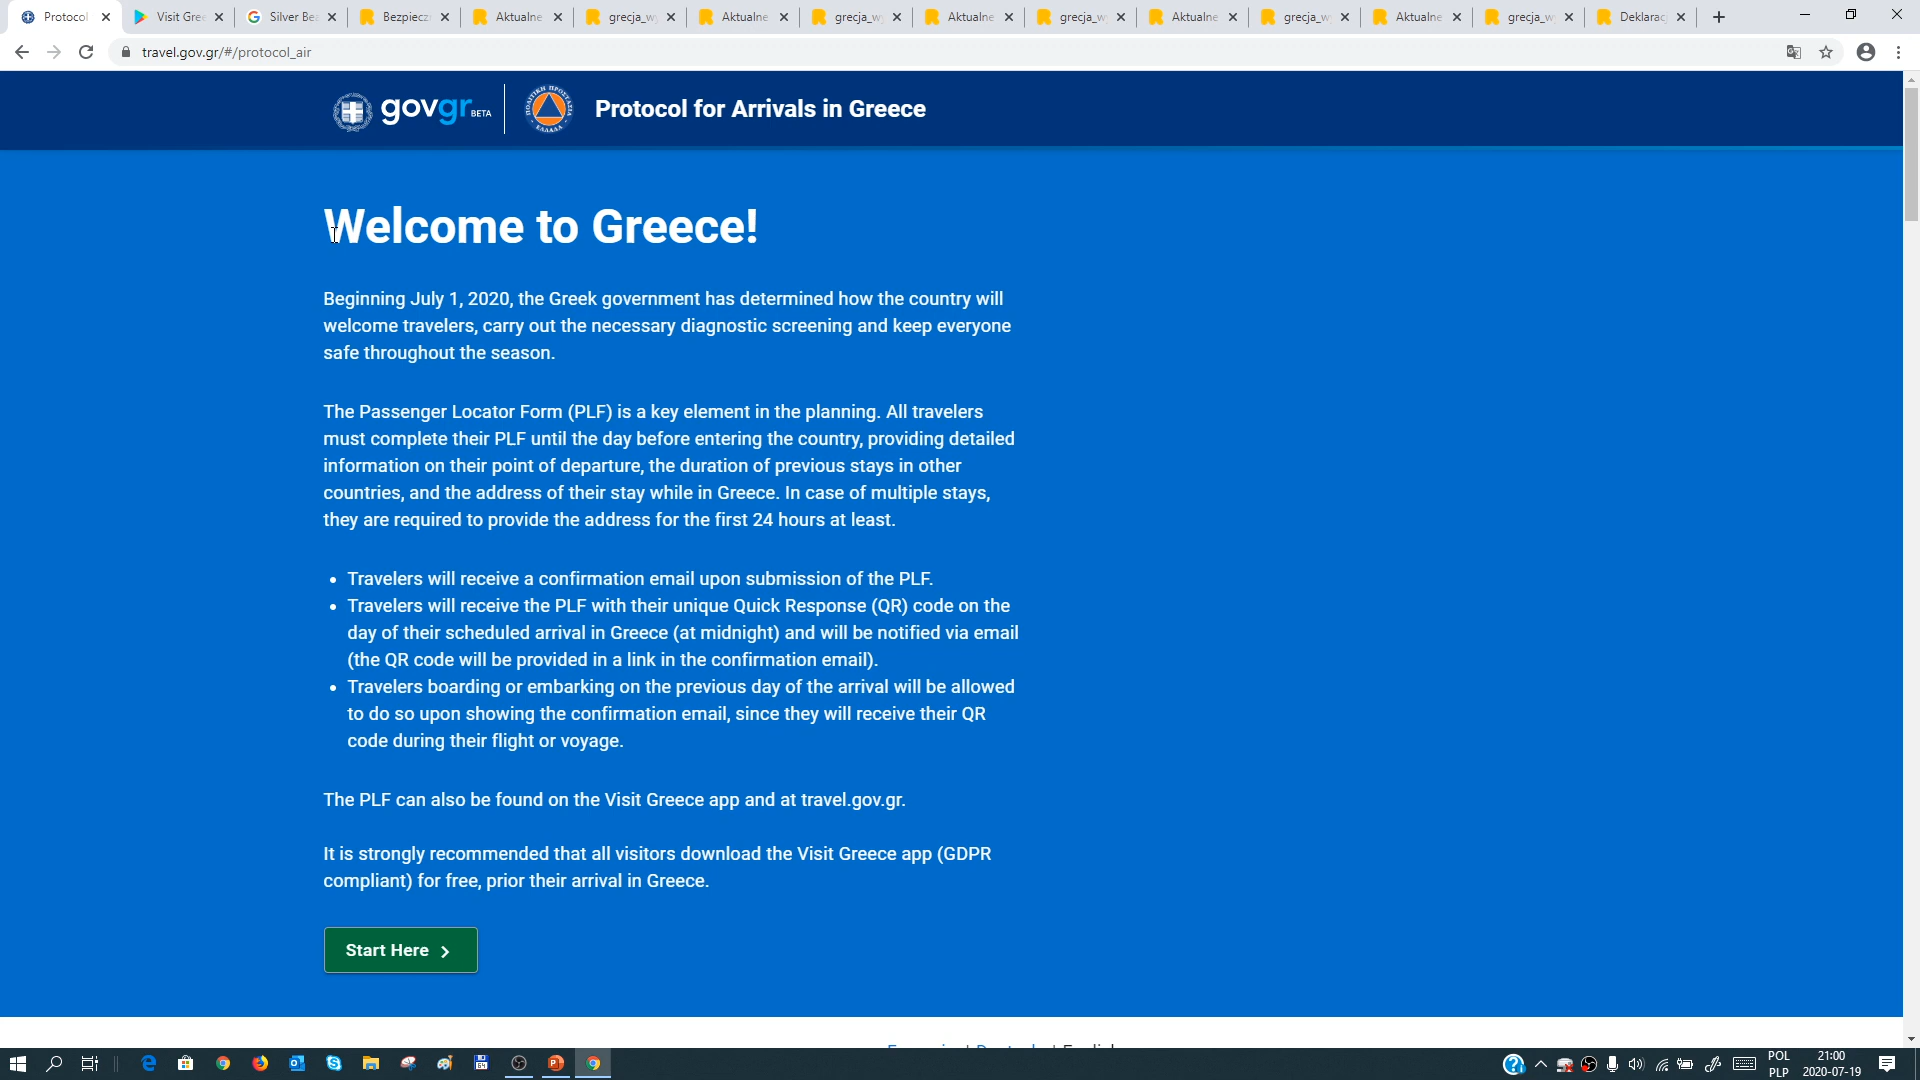 Protocol
Visit Gre
Silver Be
Bezpiecz
Aktualne
grecja_w
Aktualne
grecja_w
Aktualne
grecja_w
Aktualne
grecja_w
Aktualne
grecja_w
Deklarac
travel.gov.gr/#/protocol_air
govgr BETA
Protocol for Arrivals in Greece
Welcome to Greece!
Beginning July 1, 2020, the Greek government has determined how the country will
welcome travelers, carry out the necessary diagnostic screening and keep everyone
safe throughout the season.
The Passenger Locator Form (PLF) is a key element in the planning. All travelers
must complete their PLF until the day before entering the country, providing detailed
information on their point of departure, the duration of previous stays in other
countries, and the address of their stay while in Greece. In case of multiple stays,
they are required to provide the address for the first 24 hours at least.
• Travelers will receive a confirmation email upon submission of the PLF.
• Travelers will receive the PLF with their unique Quick Response (QR) code on the
day of their scheduled arrival in Greece (at midnight) and will be notified via email
(the QR code will be provided in a link in the confirmation email).
• Travelers boarding or embarking on the previous day of the arrival will be allowed
to do so upon showing the confirmation email, since they will receive their QR
code during their flight or voyage.
The PLF can also be found on the Visit Greece app and at travel.gov.gr.
It is strongly recommended that all visitors download the Visit Greece app (GDPR
compliant) for free, prior their arrival in Greece.
Start Here
POL
PLP
21:00
2020-07-19